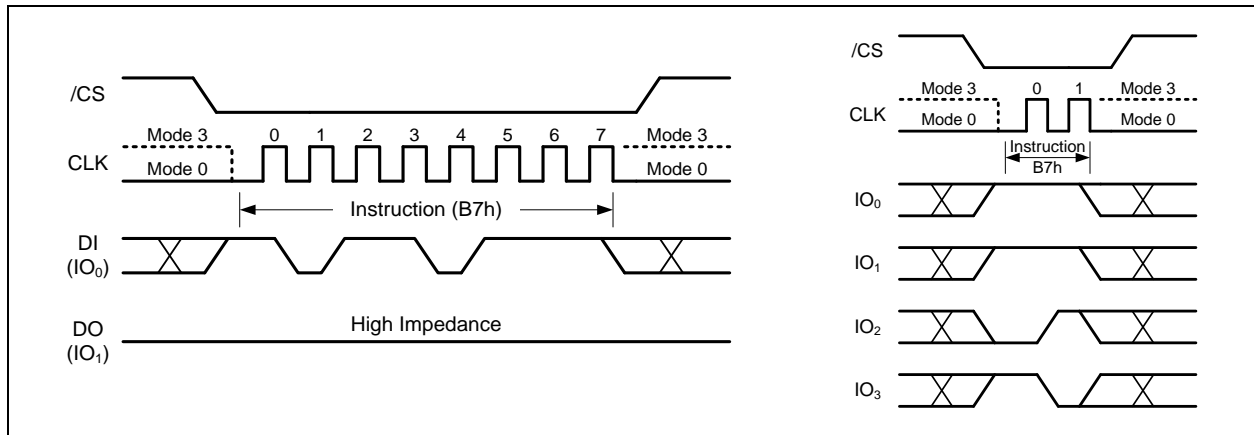 /CS
Mode 3
0 1 2 3 4 5 6 7
Mode 3
CLK
Mode 0
Mode 0
Instruction (B7h)
DI
(IO₀)
High Impedance
DO
(IO₁)
/CS
Mode 3
0 1
Mode 3
CLK
Mode 0
Mode 0
Instruction
B7h
IO₀
IO₁
IO₂
IO₃